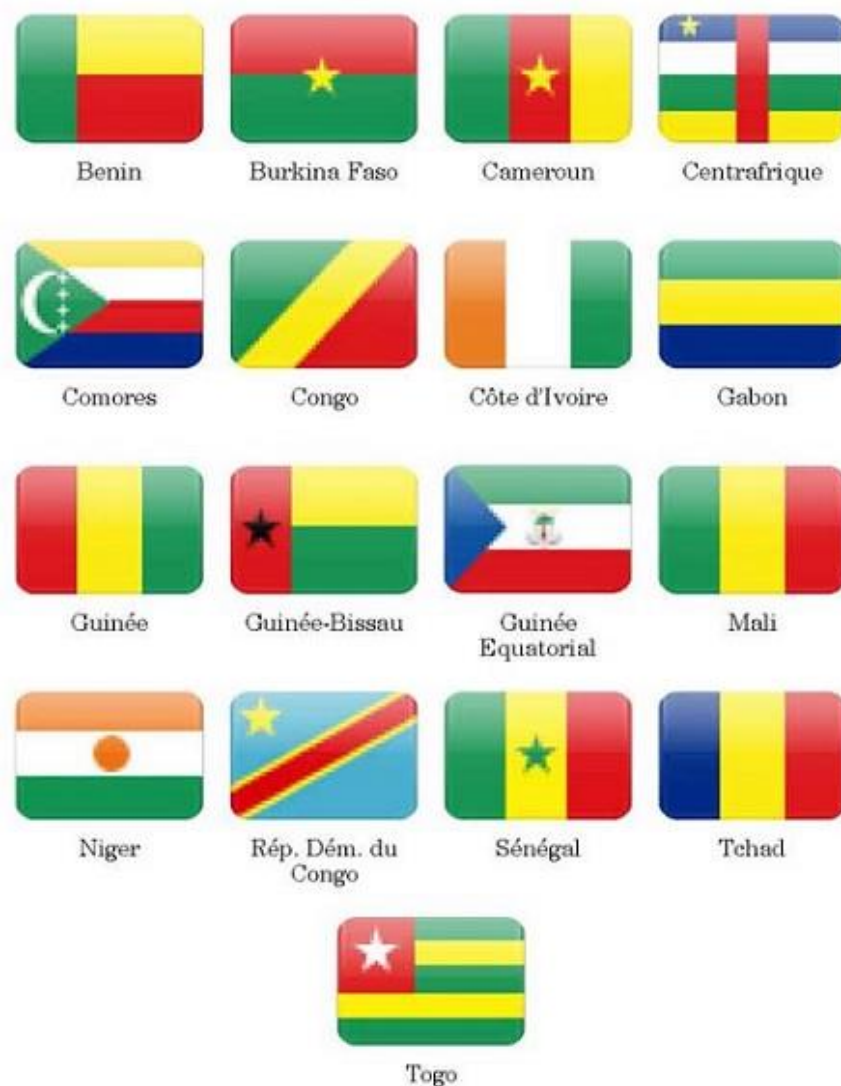 Benin
Burkina Faso
Cameroun
Centrafrique
Comores
Congo
Côte d'Ivoire
Gabon
Guinée
Guinée-Bissau
Guinée
Equatorial
Mali
Niger
Rép. Dém. du
Congo
Sénégal
Tchad
Togo